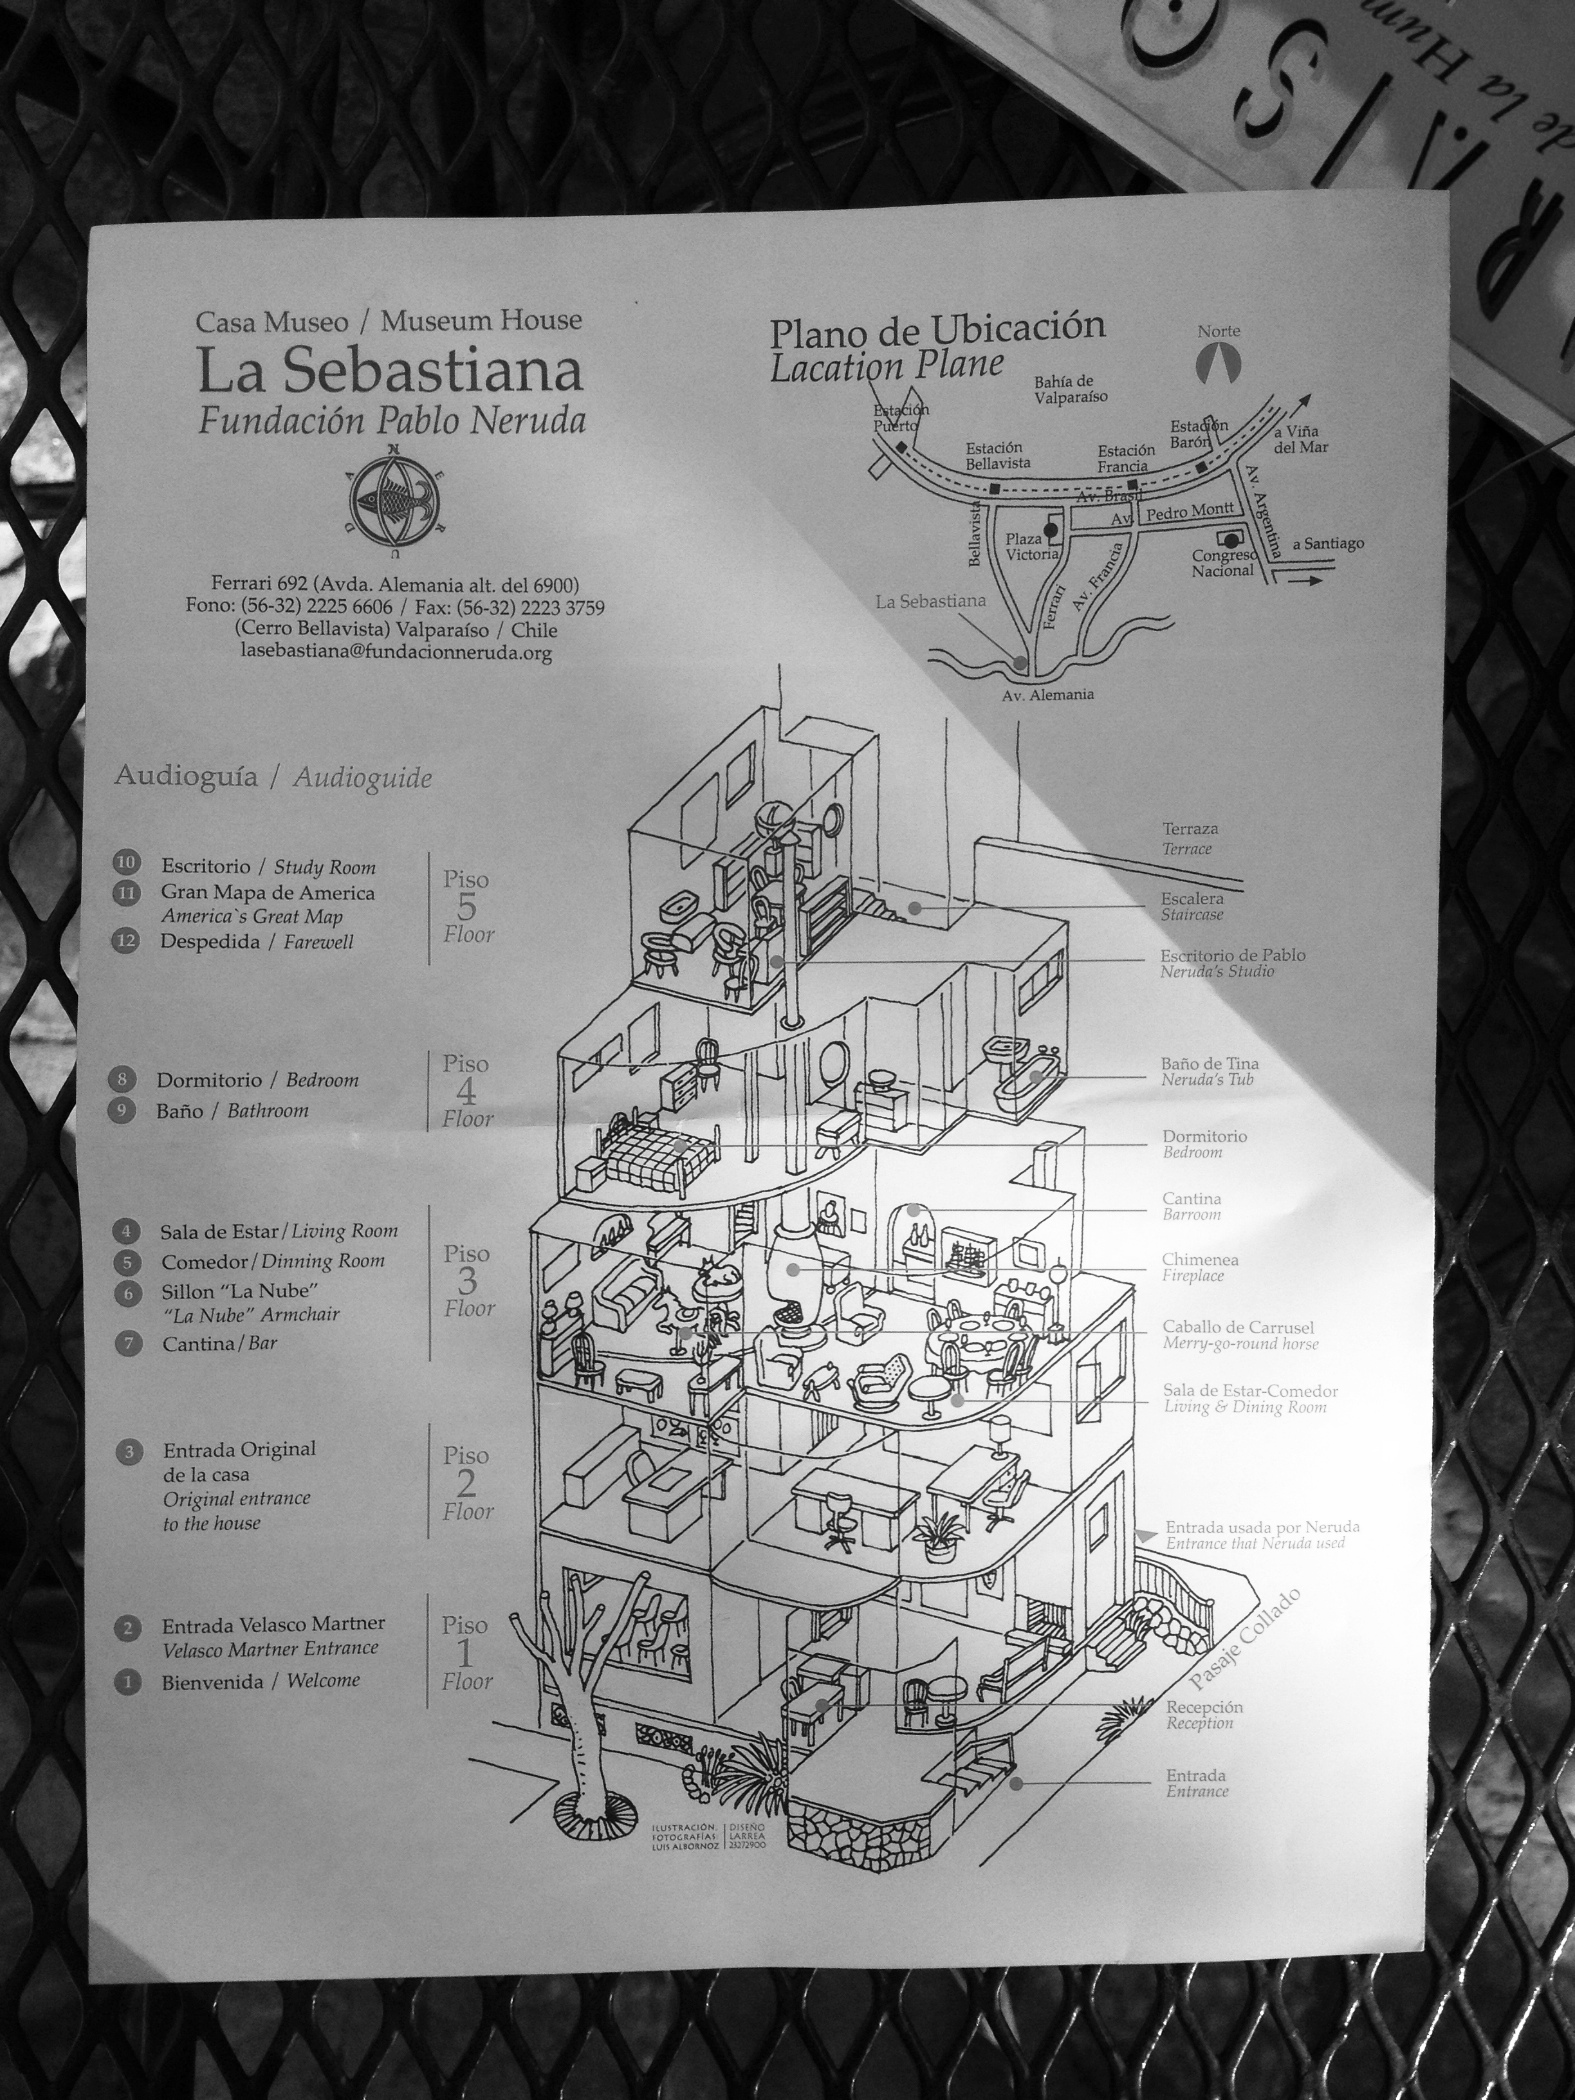 de la Hum
Casa Museo / Museum House
La Sebastiana
Fundación Pablo Neruda
NERUDA
Ferrari 692 (Avda. Alemania alt. del 6900)
Fono: (56-32) 2225 6606 / Fax: (56-32) 2223 3759
(Cerro Bellavista) Valparaíso / Chile
lasebastiana@fundacionneruda.org
Plano de Ubicación
Lacation Plane
Norte
Bahía de
Valparaíso
Estación
Puerto
Estación
Bellavista
Estación
Francia
Estación
Barón
a Viña
del Mar
Av. Brasil
Av. Pedro Montt
Av. Argentina
Bellavista
Plaza
Victoria
Ferrari
Av. Francia
Congreso
Nacional
a Santiago
La Sebastiana
Av. Alemania
Audioguía / Audioguide
10 Escritorio / Study Room
11 Gran Mapa de America
America`s Great Map
12 Despedida / Farewell
Piso
5
Floor
8 Dormitorio / Bedroom
9 Baño / Bathroom
Piso
4
Floor
4 Sala de Estar / Living Room
5 Comedor / Dinning Room
6 Sillon “La Nube”
“La Nube” Armchair
7 Cantina / Bar
Piso
3
Floor
3 Entrada Original
de la casa
Original entrance
to the house
Piso
2
Floor
2 Entrada Velasco Martner
Velasco Martner Entrance
1 Bienvenida / Welcome
Piso
1
Floor
Terraza
Terrace
Escalera
Staircase
Escritorio de Pablo
Neruda's Studio
Baño de Tina
Neruda's Tub
Dormitorio
Bedroom
Cantina
Barroom
Chimenea
Fireplace
Caballo de Carrusel
Merry-go-round horse
Sala de Estar-Comedor
Living & Dining Room
Entrada usada por Neruda
Entrance that Neruda used
Pasaje Collado
Recepción
Reception
Entrada
Entrance
ILUSTRACIÓN,
FOTOGRAFÍAS:
LUIS ALBORNOZ
DISEÑO
LARREA
23272900